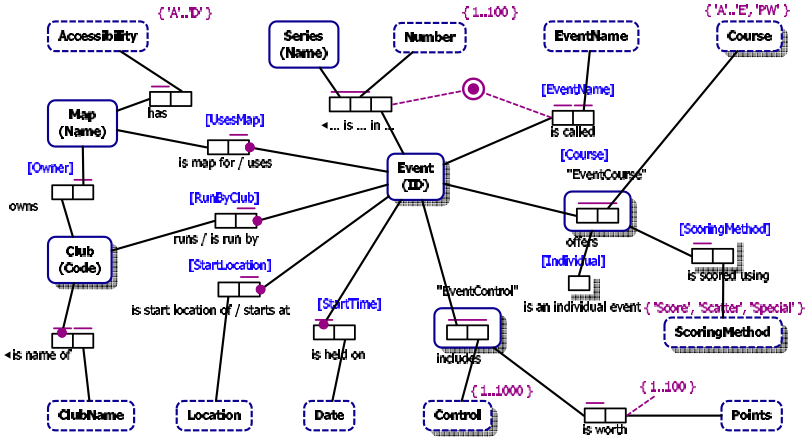 { 'A'..'D' }
{ 1..100 }
{ 'A'..'E', 'PW' }
Accessibility
Series
(Name)
Number
EventName
Course
has
[EventName]
Map
(Name)
[UsesMap]
◂ ... is ... in ...
is called
is map for / uses
[Course]
[Owner]
Event
(ID)
"EventCourse"
owns
[RunByClub]
[ScoringMethod]
runs / is run by
offers
Club
(Code)
[StartLocation]
[Individual]
is scored using
"EventControl"
is start location of / starts at
[StartTime]
is an individual event
{ 'Score', 'Scatter', 'Special' }
ScoringMethod
◂ is name of
is held on
includes
{ 1..1000 }
{ 1..100 }
ClubName
Location
Date
Control
is worth
Points